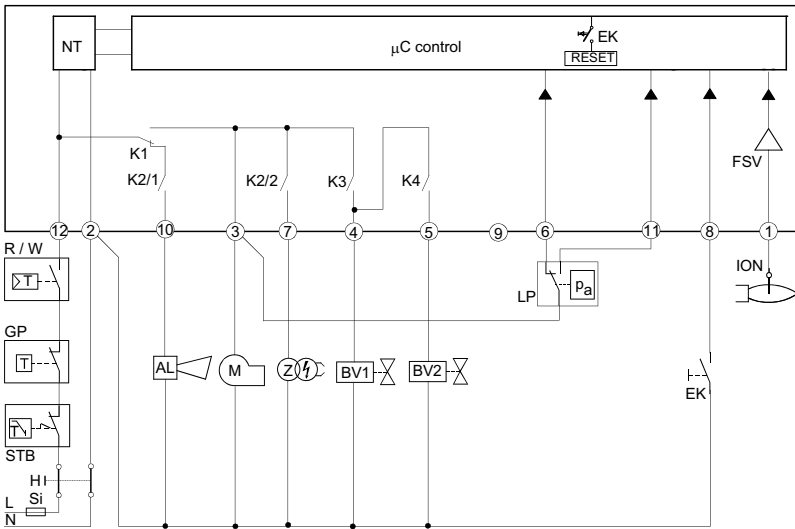 NT
μC control
EK
RESET
K1
K2/1
K2/2
K3
K4
FSV
12
2
10
3
7
4
5
9
6
11
8
1
R / W
T
GP
T
STB
T
H
Si
L
N
AL
M
Z
BV1
BV2
LP
pa
EK
ION